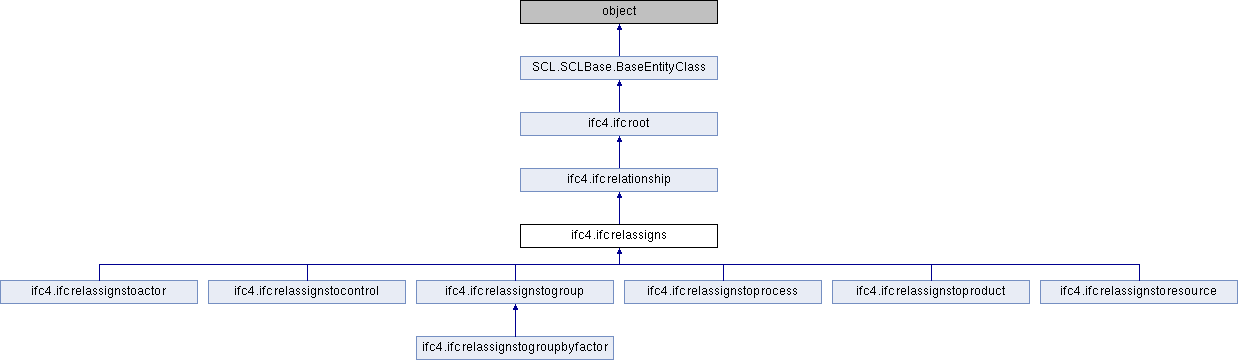 object
SCL.SCLBase.BaseEntityClass
ifc4.ifcroot
ifc4.ifcrelationship
ifc4.ifcrelassigns
ifc4.ifcrelassignstoactor
ifc4.ifcrelassignstocontrol
ifc4.ifcrelassignstogroup
ifc4.ifcrelassignstoprocess
ifc4.ifcrelassignstoproduct
ifc4.ifcrelassignstoresource
ifc4.ifcrelassignstogroupbyfactor